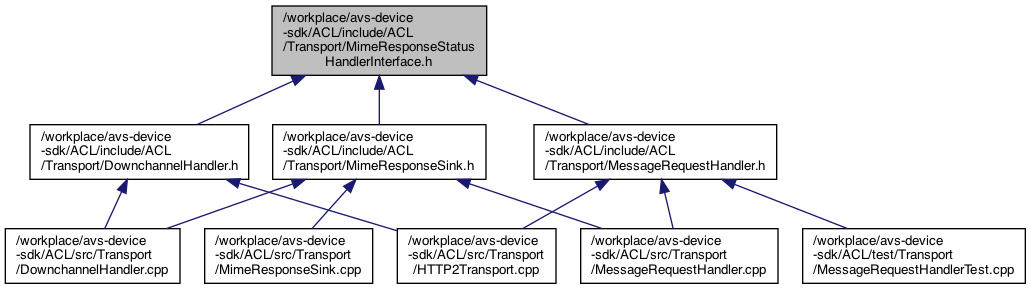 /workplace/avs-device
-sdk/ACL/include/ACL
/Transport/MimeResponseStatus
HandlerInterface.h
/workplace/avs-device
-sdk/ACL/include/ACL
/Transport/DownchannelHandler.h
/workplace/avs-device
-sdk/ACL/include/ACL
/Transport/MimeResponseSink.h
/workplace/avs-device
-sdk/ACL/include/ACL
/Transport/MessageRequestHandler.h
/workplace/avs-device
-sdk/ACL/src/Transport
/DownchannelHandler.cpp
/workplace/avs-device
-sdk/ACL/src/Transport
/MimeResponseSink.cpp
/workplace/avs-device
-sdk/ACL/src/Transport
/HTTP2Transport.cpp
/workplace/avs-device
-sdk/ACL/src/Transport
/MessageRequestHandler.cpp
/workplace/avs-device
-sdk/ACL/test/Transport
/MessageRequestHandlerTest.cpp